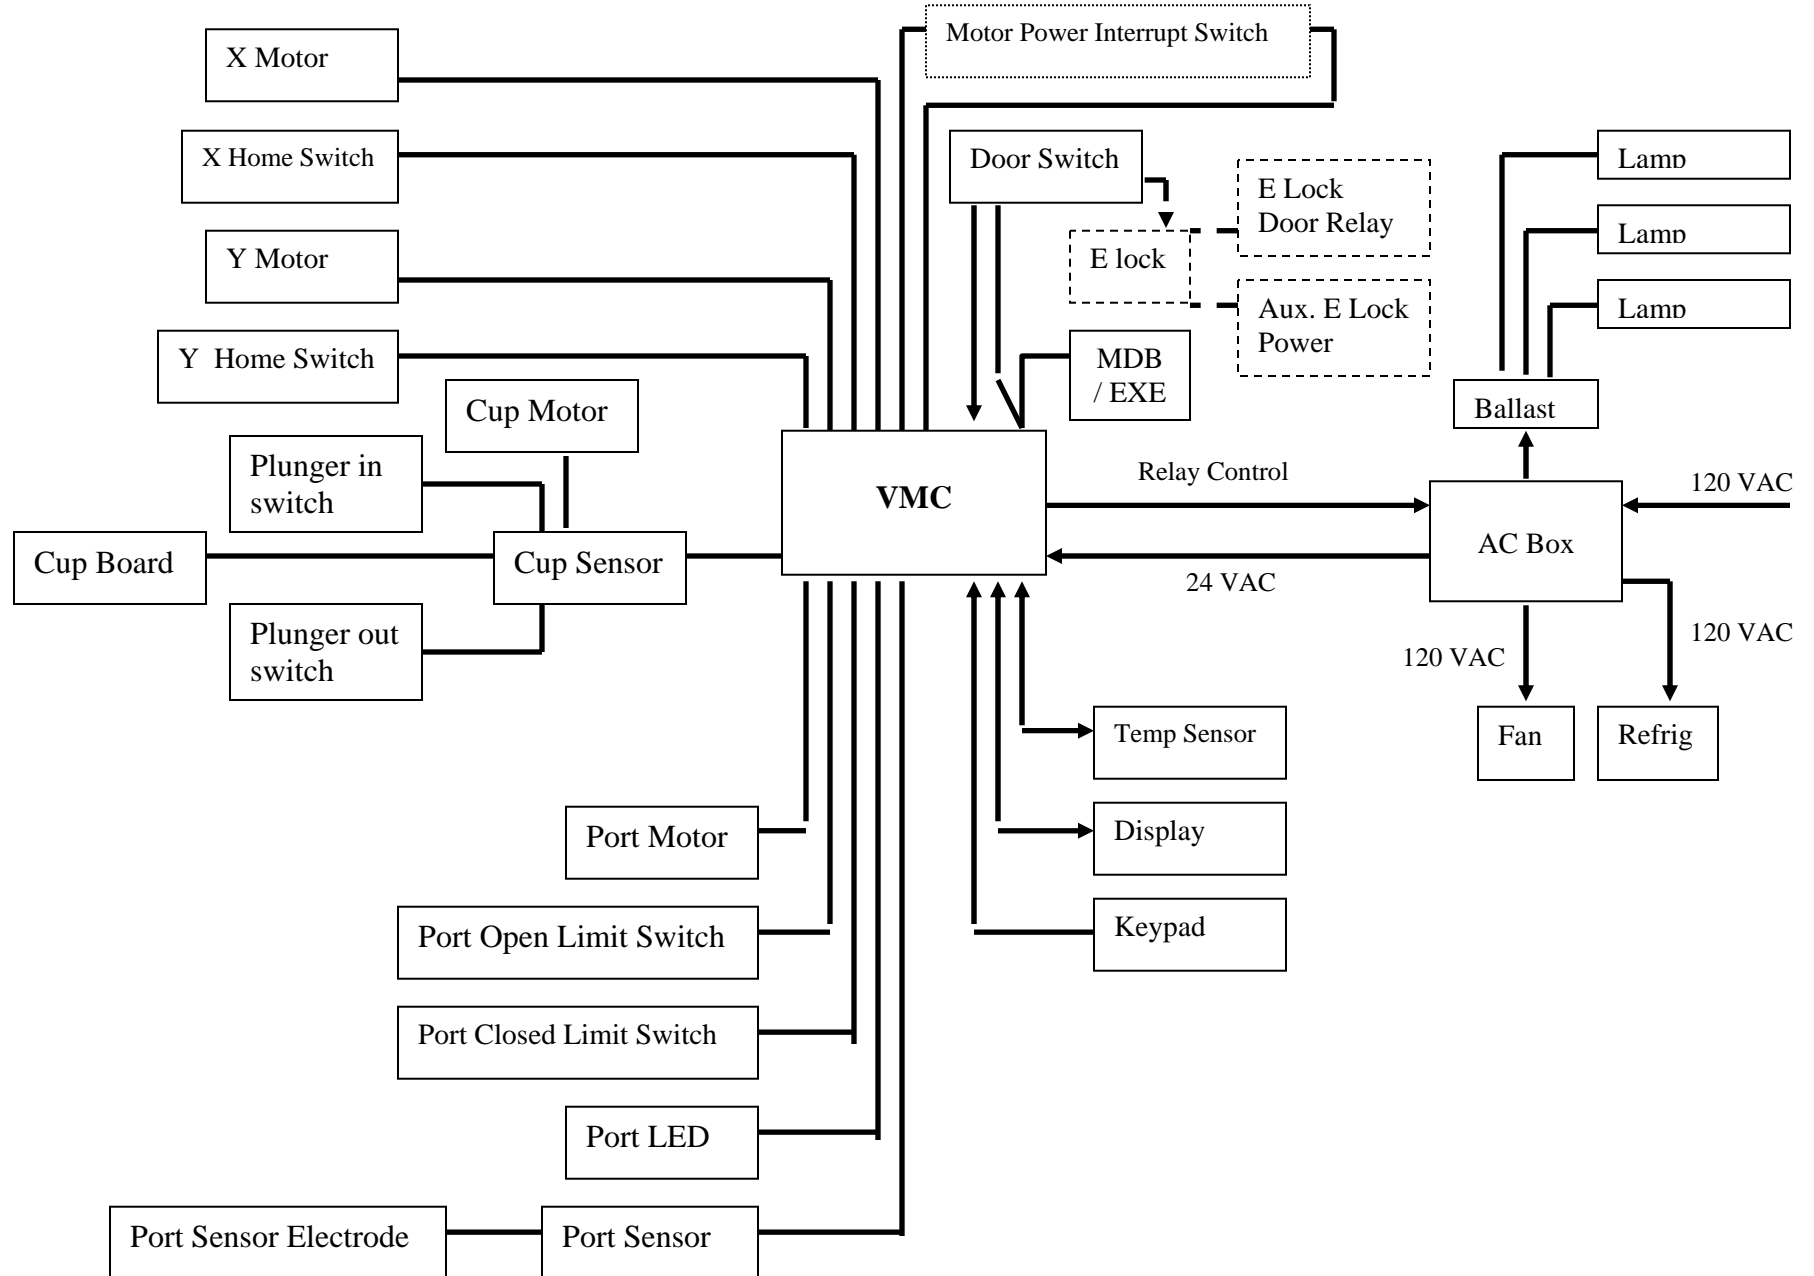 Motor Power Interrupt Switch
X Motor
X Home Switch
Door Switch
Lamp
E Lock
Door Relay
Lamp
Y Motor
E lock
Aux. E Lock
Power
Lamp
Y  Home Switch
MDB
/ EXE
Cup Motor
Ballast
Plunger in
switch
VMC
Relay Control
120 VAC
Cup Board
Cup Sensor
AC Box
24 VAC
Plunger out
switch
120 VAC
120 VAC
Temp Sensor
Fan
Refrig
Port Motor
Display
Port Open Limit Switch
Keypad
Port Closed Limit Switch
Port LED
Port Sensor Electrode
Port Sensor